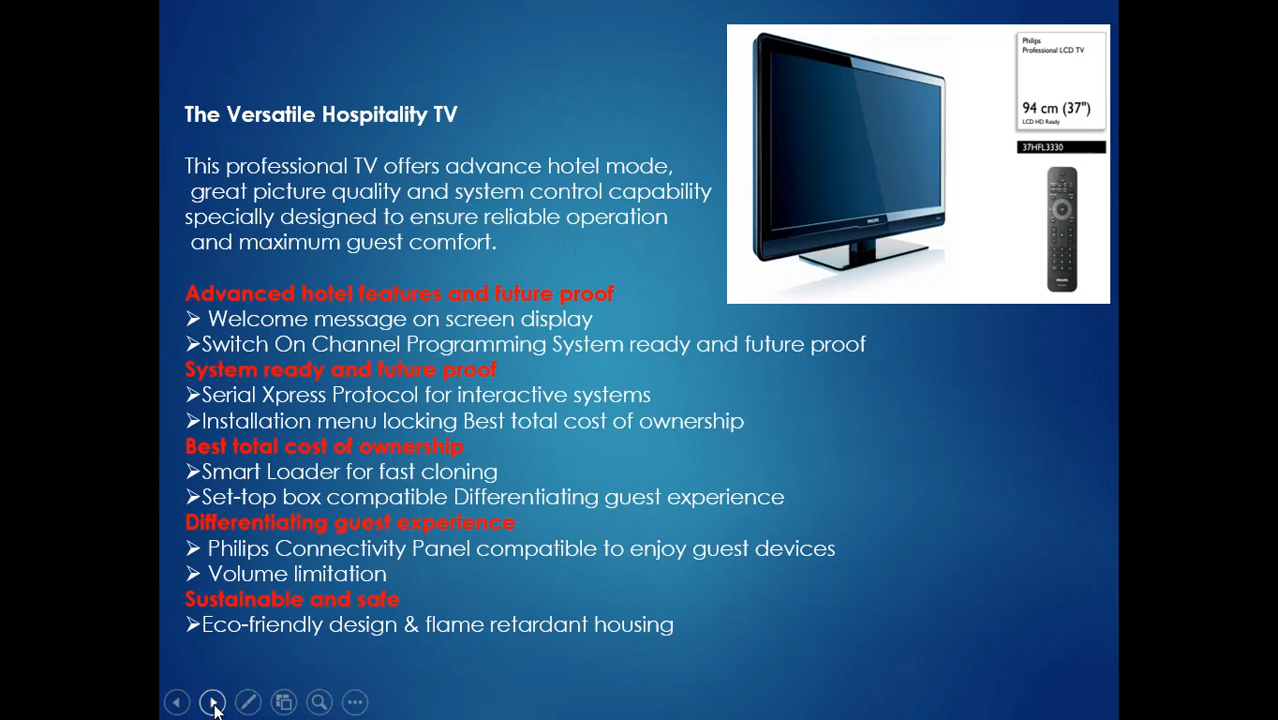 The Versatile Hospitality TV
This professional TV offers advance hotel mode,
great picture quality and system control capability
specially designed to ensure reliable operation
and maximum guest comfort.
Advanced hotel features and future proof
➢ Welcome message on screen display
➢Switch On Channel Programming System ready and future proof
System ready and future proof
➢Serial Xpress Protocol for interactive systems
➢Installation menu locking Best total cost of ownership
Best total cost of ownership
➢Smart Loader for fast cloning
➢Set-top box compatible Differentiating guest experience
Differentiating guest experience
➢ Philips Connectivity Panel compatible to enjoy guest devices
➢ Volume limitation
Sustainable and safe
➢Eco-friendly design & flame retardant housing
Philips
Professional LCD TV
94 cm (37")
LCD HD Ready
37HFL3330
PHILIPS
PHILIPS